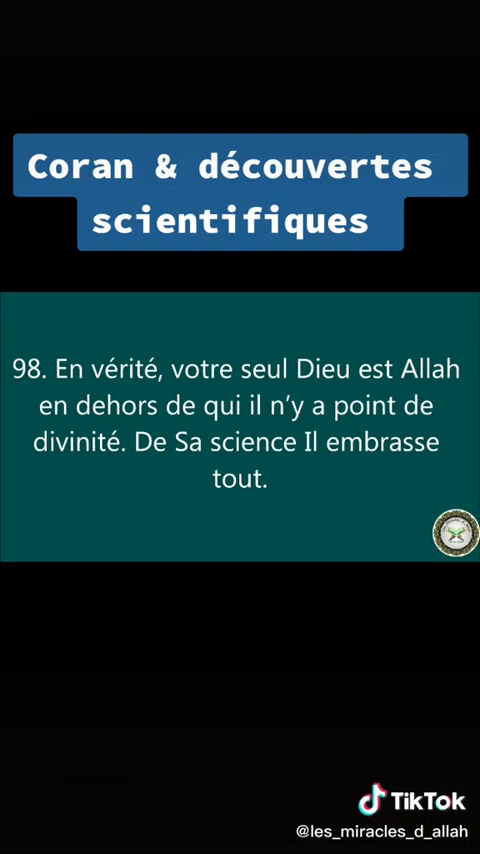 Coran & découvertes
scientifiques
98. En vérité, votre seul Dieu est Allah
en dehors de qui il n'y a point de
divinité. De Sa science Il embrasse
tout.
TikTok
@les_miracles_d_allah